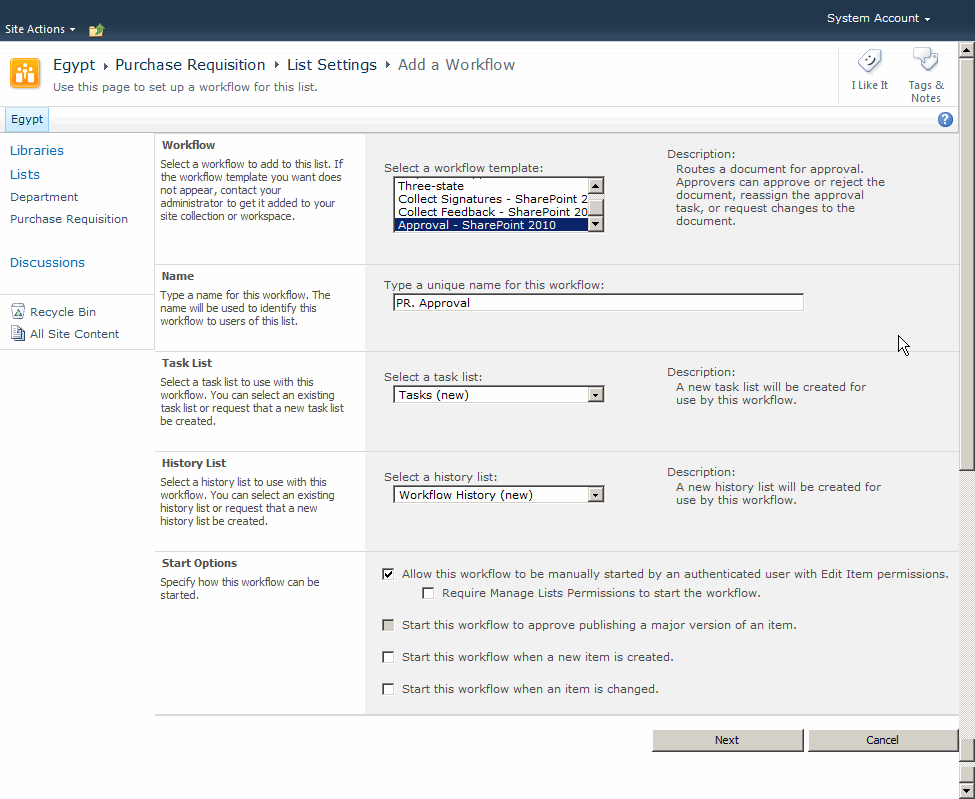 System Account
Site Actions
Egypt Purchase Requisition List Settings Add a Workflow
Use this page to set up a workflow for this list.
I Like It
Tags &
Notes
Egypt
Libraries
Lists
Department
Purchase Requisition
Discussions
Recycle Bin
All Site Content
Workflow
Select a workflow to add to this list. If
the workflow template you want does
not appear, contact your
administrator to get it added to your
site collection or workspace.
Select a workflow template:
Three-state
Collect Signatures - SharePoint 2
Collect Feedback - SharePoint 20
Approval - SharePoint 2010
Description:
Routes a document for approval.
Approvers can approve or reject the
document, reassign the approval
task, or request changes to the
document.
Name
Type a name for this workflow. The
name will be used to identify this
workflow to users of this list.
Type a unique name for this workflow:
PR. Approval
Task List
Select a task list to use with this
workflow. You can select an existing
task list or request that a new task list
be created.
Select a task list:
Tasks (new)
Description:
A new task list will be created for
use by this workflow.
History List
Select a history list to use with this
workflow. You can select an existing
history list or request that a new
history list be created.
Select a history list:
Workflow History (new)
Description:
A new history list will be created for
use by this workflow.
Start Options
Specify how this workflow can be
started.
Allow this workflow to be manually started by an authenticated user with Edit Item permissions.
Require Manage Lists Permissions to start the workflow.
Start this workflow to approve publishing a major version of an item.
Start this workflow when a new item is created.
Start this workflow when an item is changed.
Next
Cancel